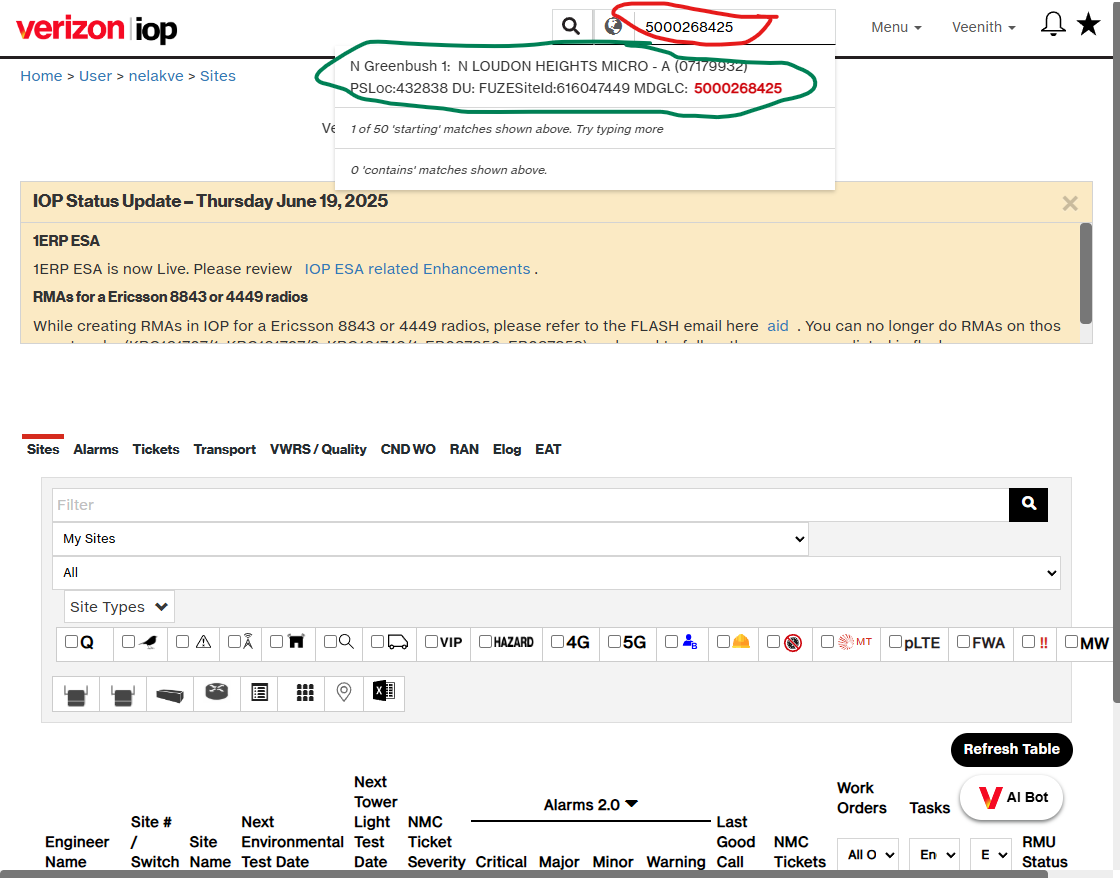 verizon iop
5000268425
Menu
Veenith
Home > User > nelakve > Sites
N Greenbush 1: N LOUDON HEIGHTS MICRO - A (07179932)
PSLoc:432838 DU: FUZESiteId:616047449 MDGLC: 5000268425
Ve
1 of 50 'starting' matches shown above. Try typing more
0 'contains' matches shown above.
IOP Status Update – Thursday June 19, 2025
×
1ERP ESA
1ERP ESA is now Live. Please review IOP ESA related Enhancements .
RMAs for a Ericsson 8843 or 4449 radios
While creating RMAs in IOP for a Ericsson 8843 or 4449 radios, please refer to the FLASH email here aid . You can no longer do RMAs on thos
Sites Alarms Tickets Transport VWRS / Quality CND WO RAN Elog EAT
Filter
My Sites
All
Site Types
Q VIP HAZARD 4G 5G B MT pLTE FWA !! MW
X
Refresh Table
AI Bot
Engineer Name
Site # / Switch
Site Name
Next Environmental Test Date
Next Tower Light Test Date
NMC Ticket Severity
Alarms 2.0
Critical Major Minor Warning
Last Good Call
NMC Tickets
Work Orders
All O
Tasks
En
E
RMU Status